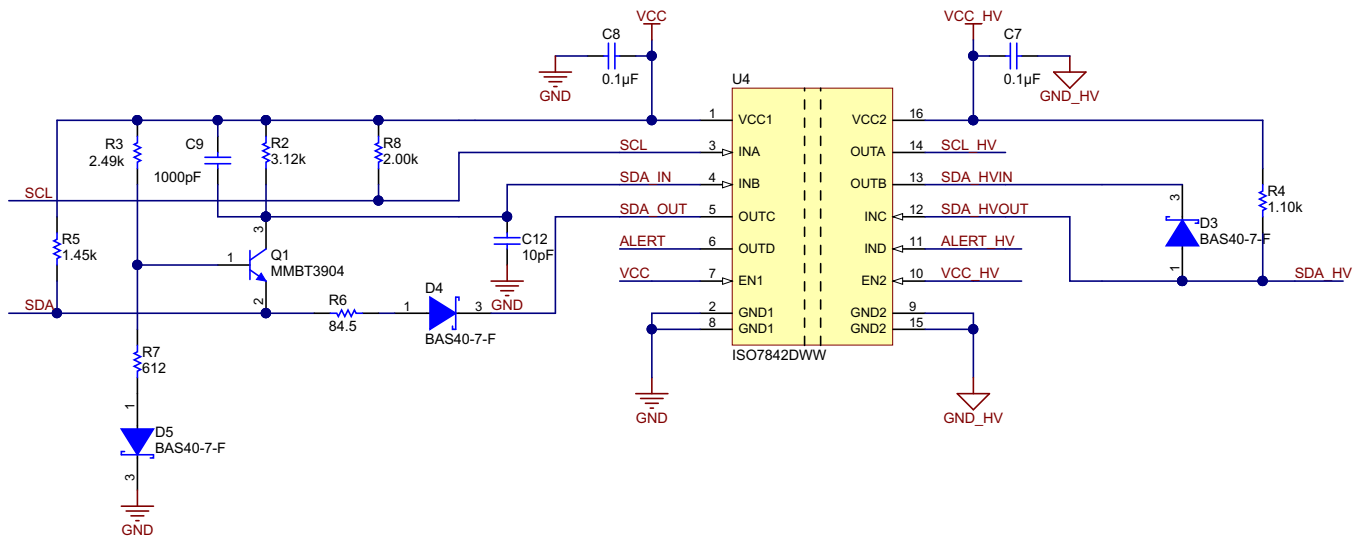 VCC
VCC_HV
C8
0.1µF
GND
C7
0.1µF
GND_HV
U4
1
VCC1
VCC2
16
R3
2.49k
C9
1000pF
R2
3.12k
R8
2.00k
SCL
3
INA
OUTA
14
SCL_HV
SDA_IN
4
INB
OUTB
13
SDA_HVIN
SCL
3
SDA_OUT
5
OUTC
INC
12
SDA_HVOUT
3
R4
1.10k
D3
BAS40-7-F
1
R5
1.45k
1
Q1
MMBT3904
2
C12
10pF
GND
ALERT
6
OUTD
IND
11
ALERT_HV
VCC
7
EN1
EN2
10
VCC_HV
SDA_HV
SDA
R6
84.5
1
D4
3
BAS40-7-F
2
GND1
GND2
9
8
GND1
GND2
15
ISO7842DWW
R7
612
GND
GND_HV
1
D5
BAS40-7-F
3
GND